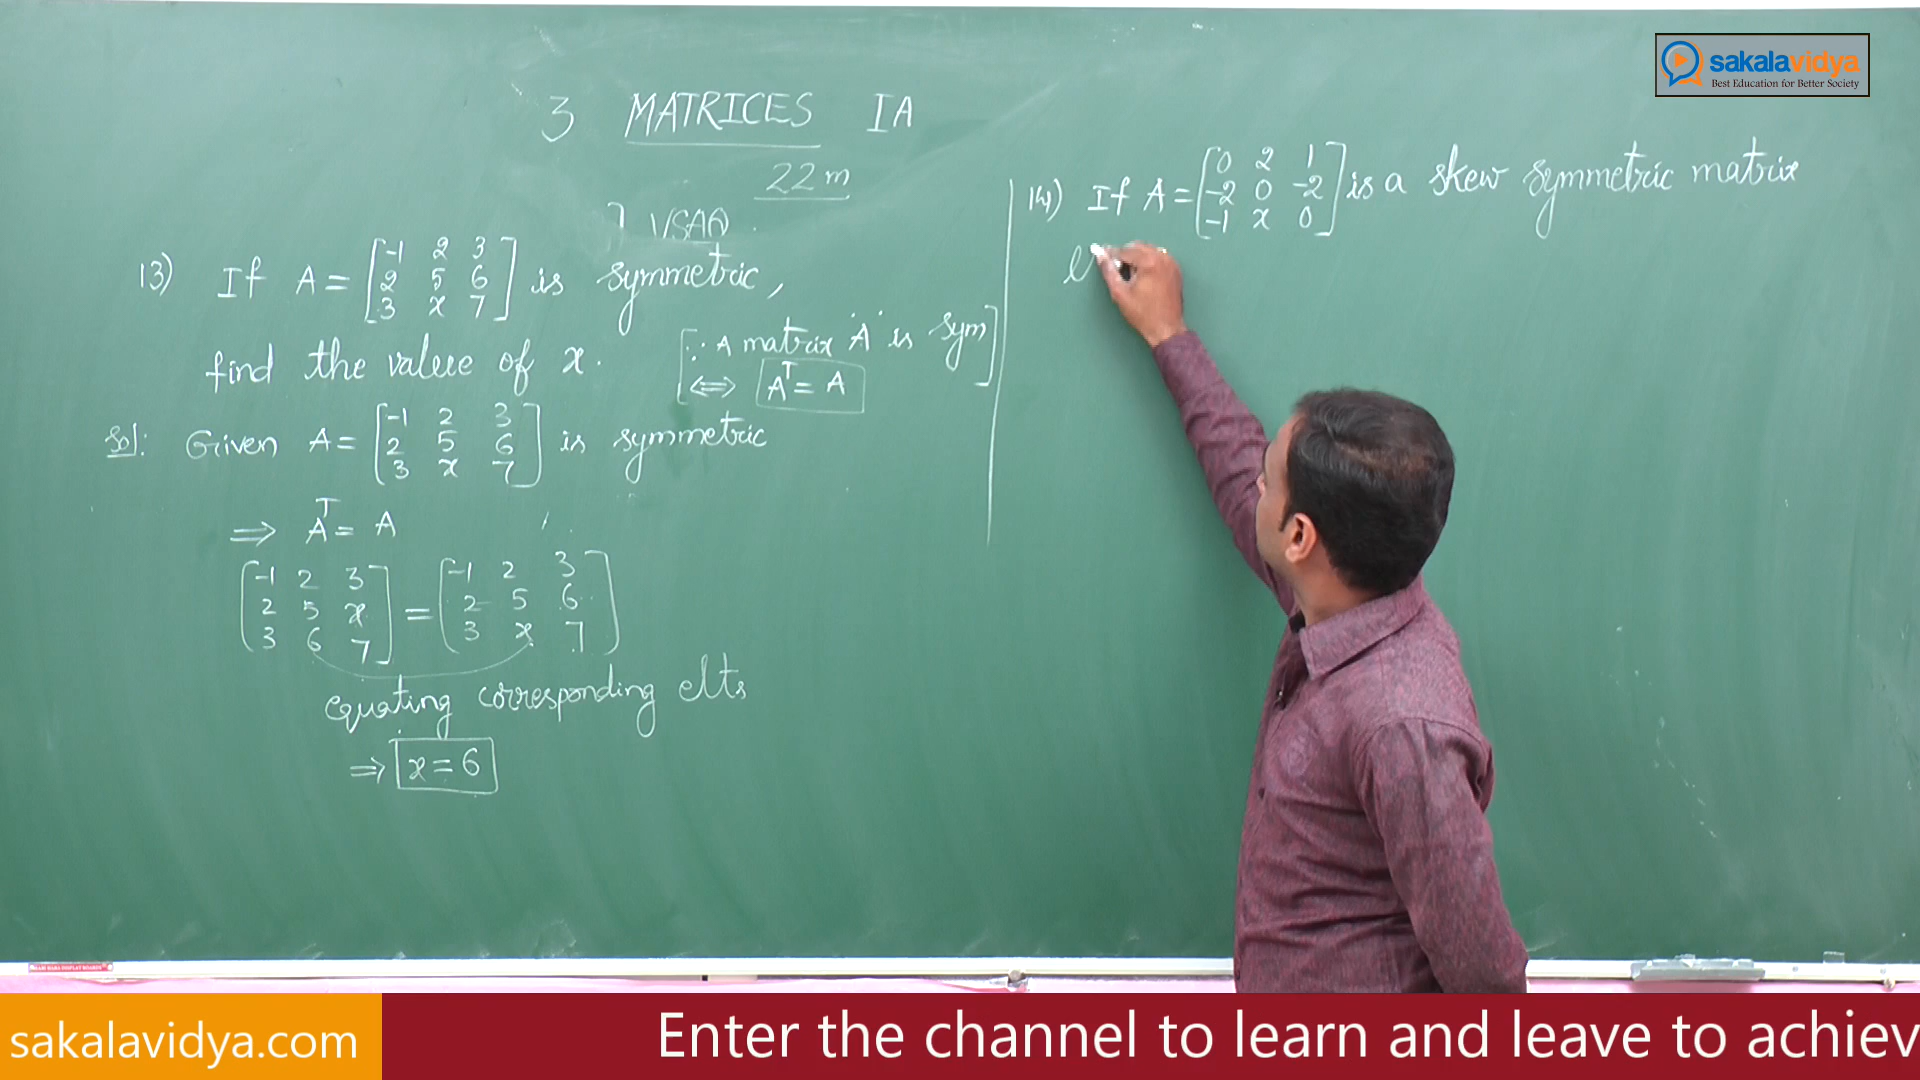 sakalavidya
Best Education for Better Society
3 MATRICES IA
22m
7 VSAQ
13) If A = [-1 2 3
2 5 6
3 x 7] is symmetric,
find the value of x.
[∵ A matrix 'A' is sym
⟺ Aᵀ = A]
Sol: Given A = [-1 2 3
2 5 6
3 x 7] is symmetric
⟹ Aᵀ = A
[-1 2 3
2 5 x
3 6 7] = [-1 2 3
2 5 6
3 x 7]
equating corresponding elts
⟹ x = 6
14) If A = [0 2 1
-2 0 -2
-1 x 0] is a skew symmetric matrix
sakalavidya.com
Enter the channel to learn and leave to achiev